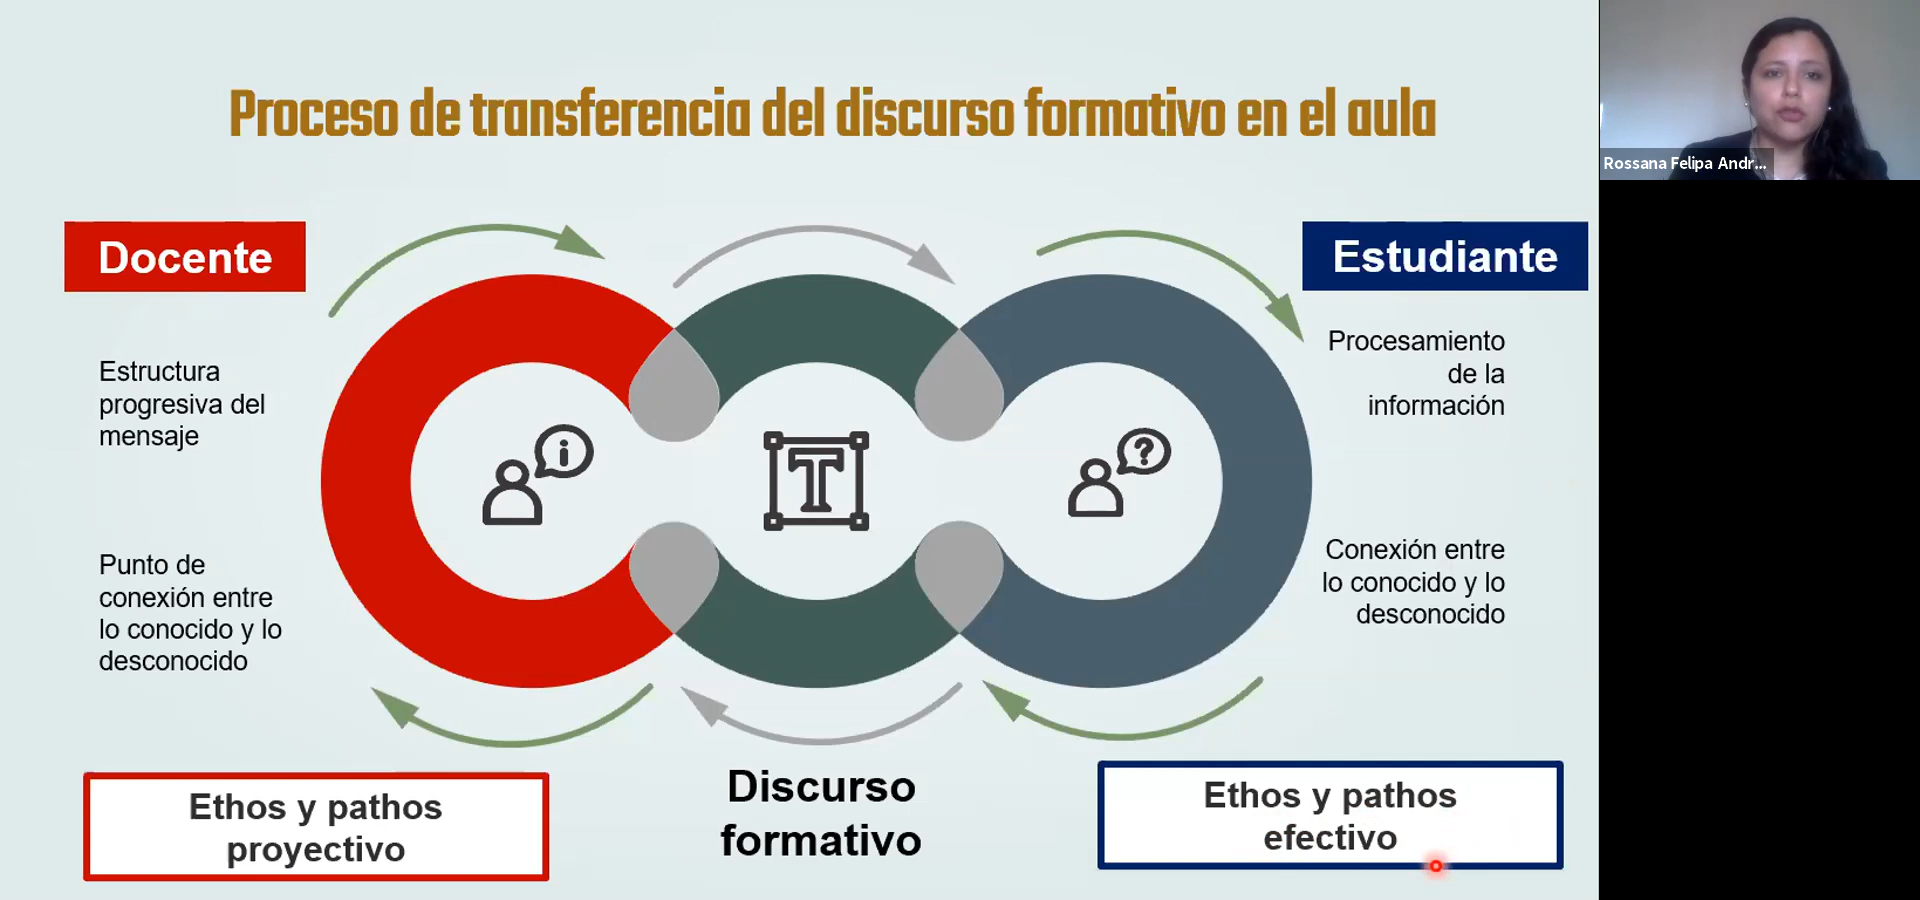 Proceso de transferencia del discurso formativo en el aula
Rossana Felipa Andr...
Docente
Estudiante
Estructura
progresiva del
mensaje
Punto de
conexión entre
lo conocido y lo
desconocido
i
T
?
Procesamiento
de la
información
Conexión entre
lo conocido y lo
desconocido
Ethos y pathos
proyectivo
Discurso
formativo
Ethos y pathos
efectivo